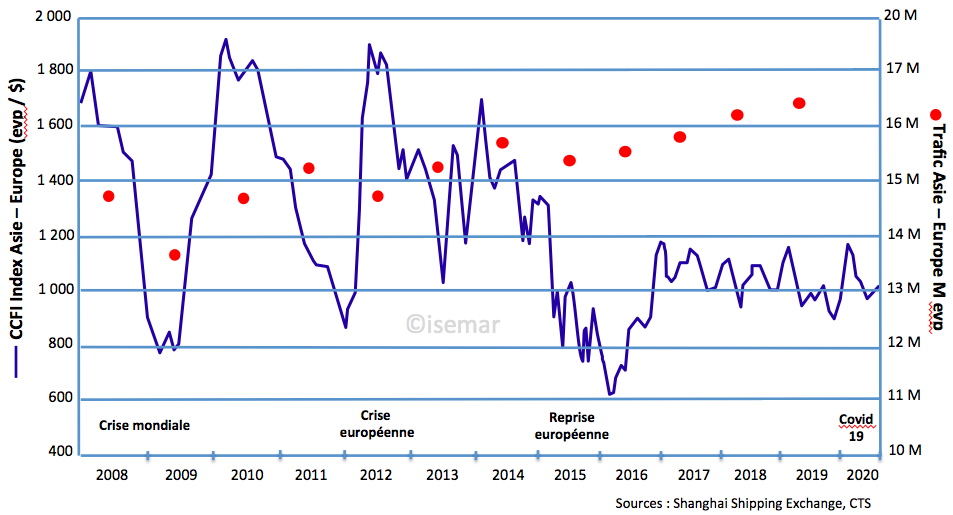 2 000
1 800
1 600
1 400
1 200
1 000
800
600
400
CCFI Index Asie – Europe (evp / $)
20 M
17 M
16 M
15 M
14 M
13 M
12 M
11 M
10 M
Trafic Asie – Europe M evp
©isemar
Crise mondiale
Crise
européenne
Reprise
européenne
Covid
19
2008 2009 2010 2011 2012 2013 2014 2015 2016 2017 2018 2019 2020
Sources : Shanghai Shipping Exchange, CTS